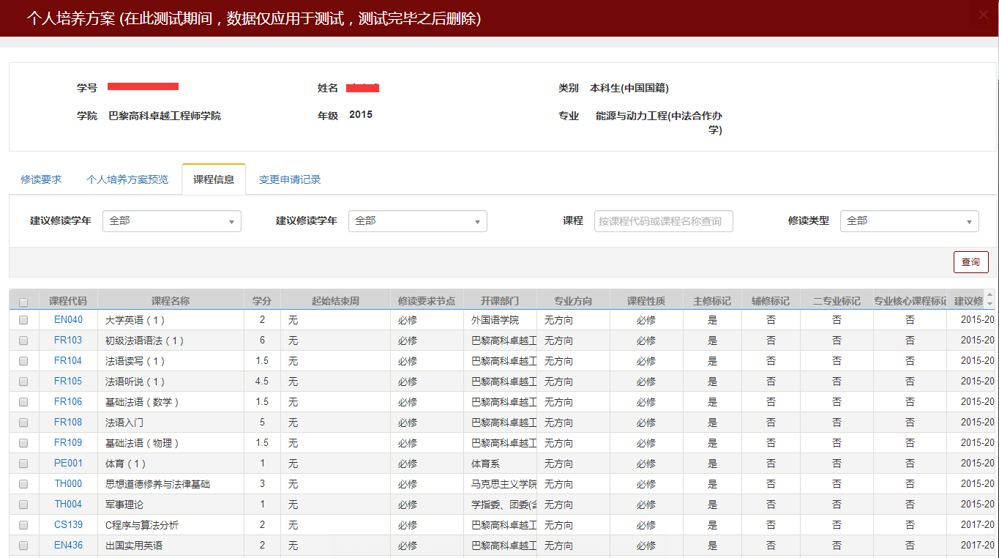 个人培养方案 (在此测试期间，数据仅应用于测试，测试完毕之后删除)
学号 姓名 类别 本科生(中国国籍)
学院 巴黎高科卓越工程师学院 年级 2015 专业 能源与动力工程(中法合作办
学)
修读要求 个人培养方案预览 课程信息 变更申请记录
建议修读学年 全部 建议修读学年 全部 课程 按课程代码或课程名称查询 修读类型 全部
查询
课程代码 课程名称 学分 起始结束周 修读要求节点 开课部门 专业方向 课程性质 主修标记 辅修标记 二专业标记 专业核心课程标记 建议修
EN040 大学英语（1） 2 无 必修 外国语学院 无方向 必修 是 否 否 否 2015-20
FR103 初级法语语法（1） 6 无 必修 巴黎高科卓越工 无方向 必修 是 否 否 否 2015-20
FR104 法语读写（1） 1.5 无 必修 巴黎高科卓越工 无方向 必修 是 否 否 否 2015-20
FR105 法语听说（1） 4.5 无 必修 巴黎高科卓越工 无方向 必修 是 否 否 否 2015-20
FR106 基础法语（数学） 1.5 无 必修 巴黎高科卓越工 无方向 必修 是 否 否 否 2015-20
FR108 法语入门 5 无 必修 巴黎高科卓越工 无方向 必修 是 否 否 否 2015-20
FR109 基础法语（物理） 1.5 无 必修 巴黎高科卓越工 无方向 必修 是 否 否 否 2015-20
PE001 体育（1） 1 无 必修 体育系 无方向 必修 是 否 否 否 2015-20
TH000 思想道德修养与法律基础 3 无 必修 马克思主义学院 无方向 必修 是 否 否 否 2015-20
TH004 军事理论 1 无 必修 学指委、团委(含 无方向 必修 是 否 否 否 2015-20
CS139 C程序与算法分析 2 无 必修 巴黎高科卓越工 无方向 必修 是 否 否 否 2017-20
EN436 出国实用英语 2 无 必修 巴黎高科卓越工 无方向 必修 是 否 否 否 2017-20